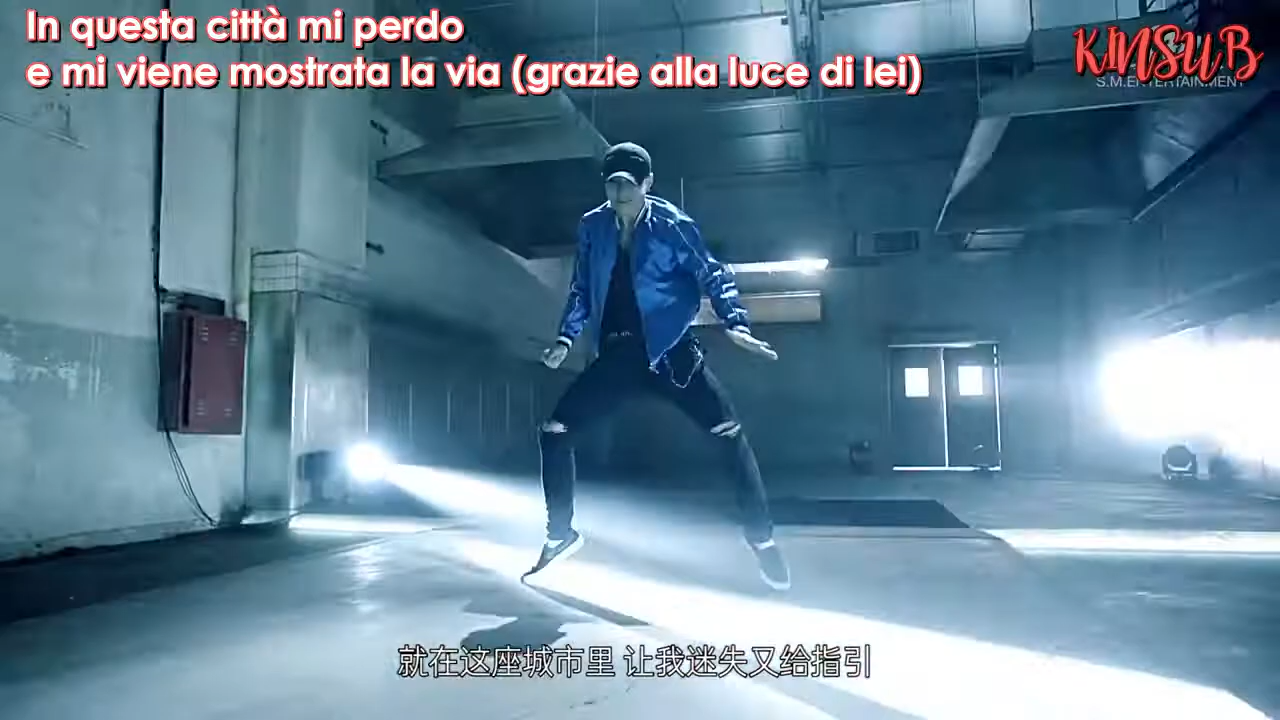 In questa città mi perdo
e mi viene mostrata la via (grazie alla luce di lei)
KINSUB
S.M.ENTERTAINMENT
就在这座城市里 让我迷失又给指引